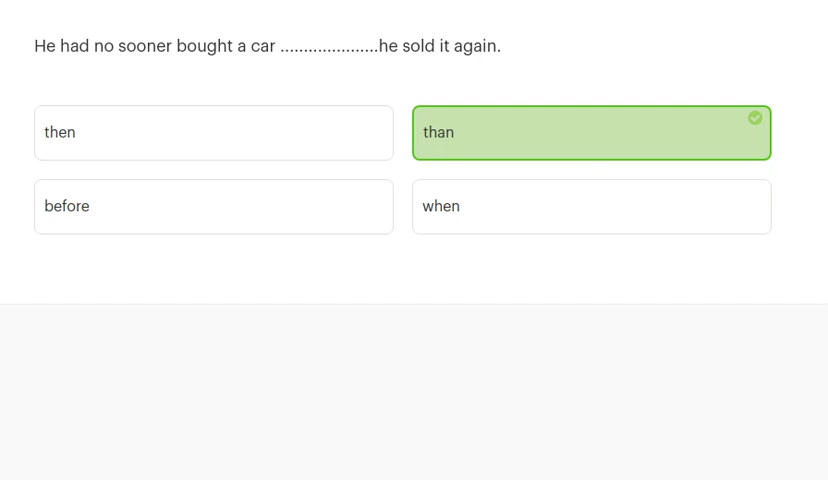 He had no sooner bought a car .....................he sold it again.
then
than
before
when